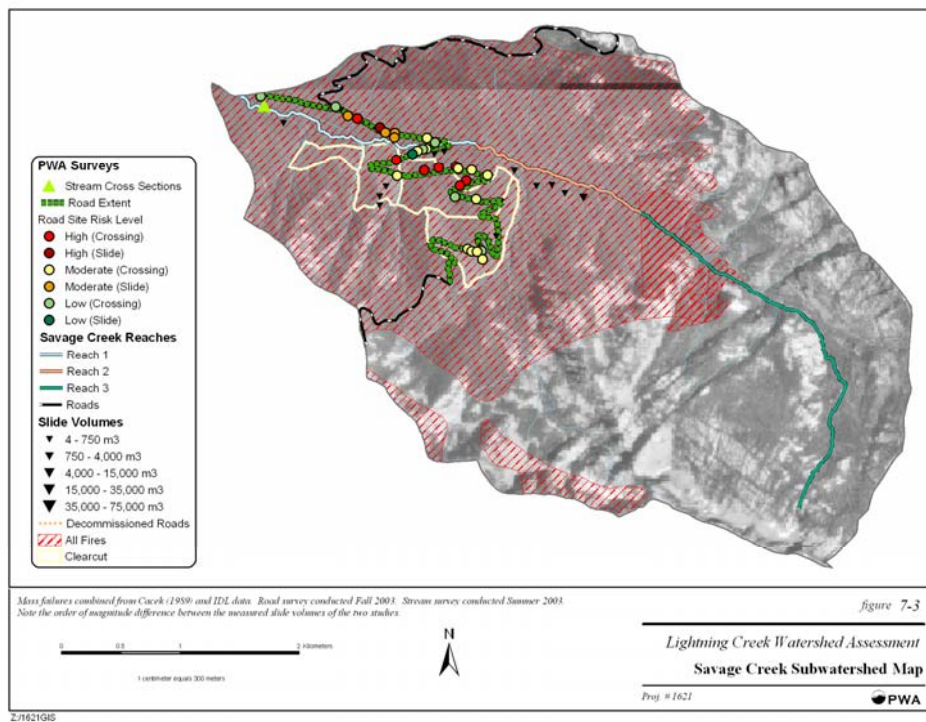 PWA Surveys
Stream Cross Sections
Road Extent
Road Site Risk Level
High (Crossing)
High (Slide)
Moderate (Crossing)
Moderate (Slide)
Low (Crossing)
Low (Slide)
Savage Creek Reaches
Reach 1
Reach 2
Reach 3
Roads
Slide Volumes
4 - 750 m3
750 - 4,000 m3
4,000 - 15,000 m3
15,000 - 35,000 m3
35,000 - 75,000 m3
Decommissioned Roads
All Fires
Clearcut
Mass failures combined from Cacek (1989) and IDL data. Road survey conducted Fall 2003. Stream survey conducted Summer 2003.
Note the order of magnitude difference between the measured slide volumes of the two studies.
0 0.5 1 2 Kilometers
1 centimeter equals 300 meters
N
figure 7-3
Lightning Creek Watershed Assessment
Savage Creek Subwatershed Map
Proj. # 1621
PWA
Z:/1621GIS